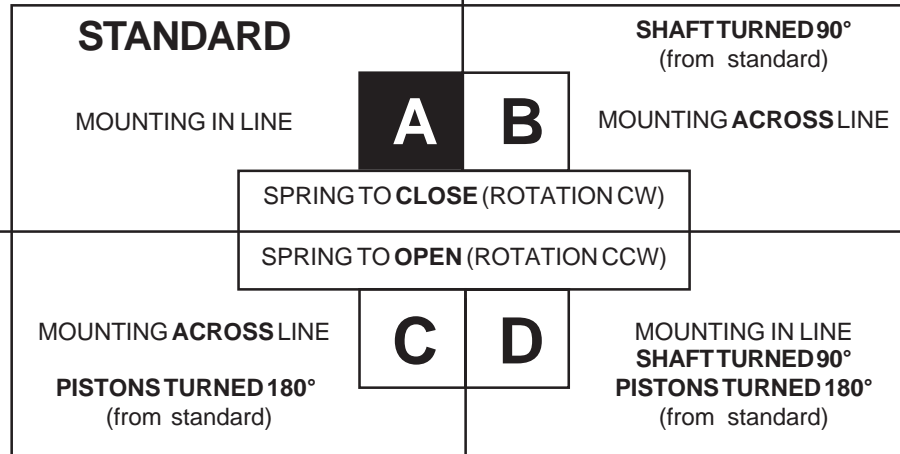 STANDARD
MOUNTING IN LINE
A
B
SHAFT TURNED 90°
(from standard)
MOUNTING ACROSS LINE
SPRING TO CLOSE (ROTATION CW)
SPRING TO OPEN (ROTATION CCW)
MOUNTING ACROSS LINE
PISTONS TURNED 180°
(from standard)
C
D
MOUNTING IN LINE
SHAFT TURNED 90°
PISTONS TURNED 180°
(from standard)